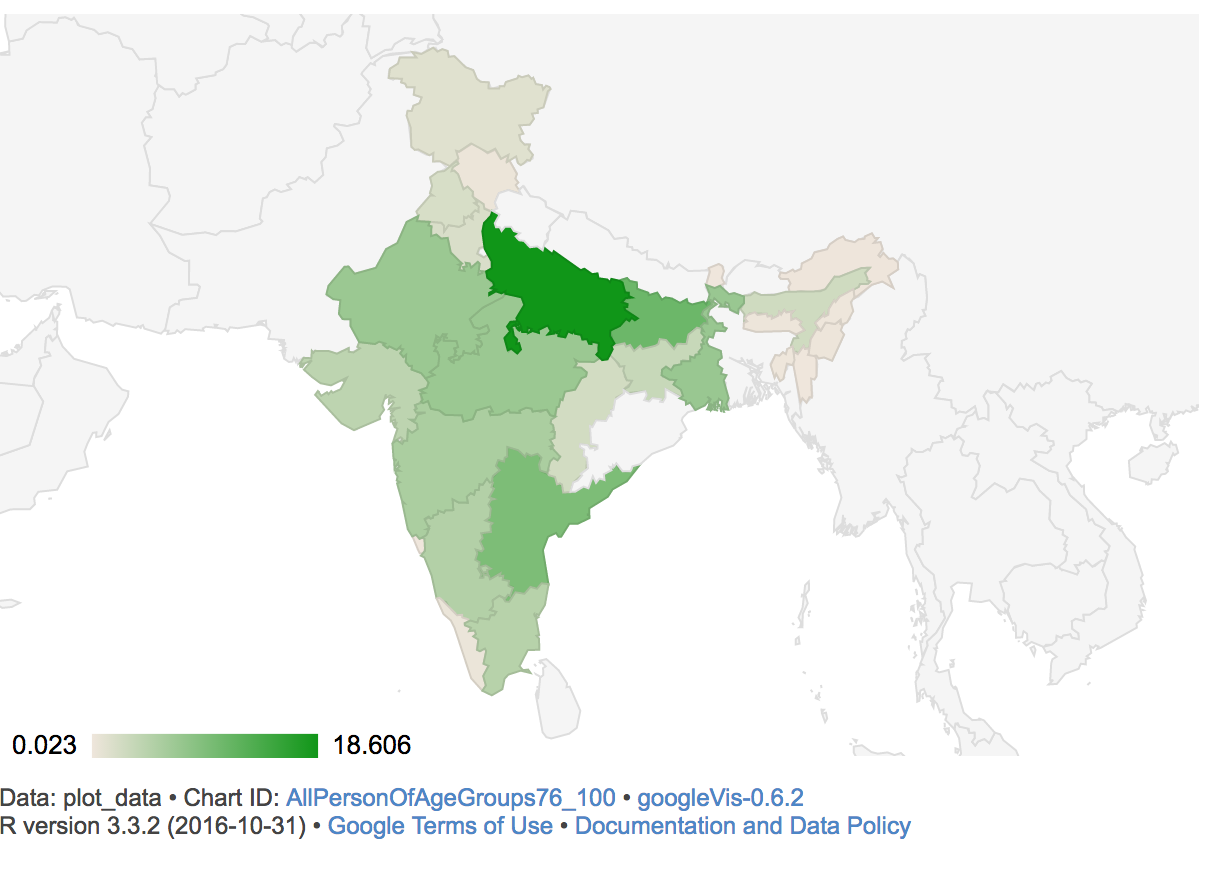 0.023 18.606
Data: plot_data • Chart ID: AllPersonOfAgeGroups76_100 • googleVis-0.6.2
R version 3.3.2 (2016-10-31) • Google Terms of Use • Documentation and Data Policy